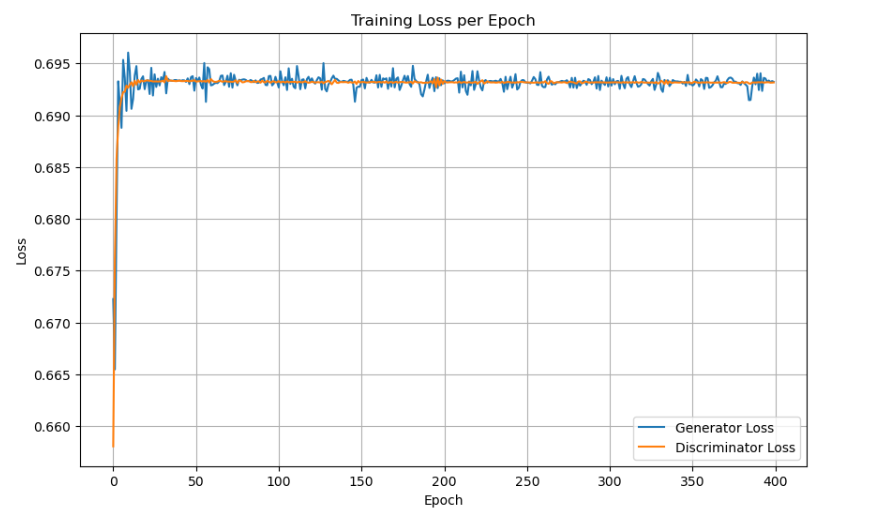 Training Loss per Epoch
0.695
0.690
0.685
0.680
0.675
0.670
0.665
0.660
Loss
Generator Loss
Discriminator Loss
0 50 100 150 200 250 300 350 400
Epoch